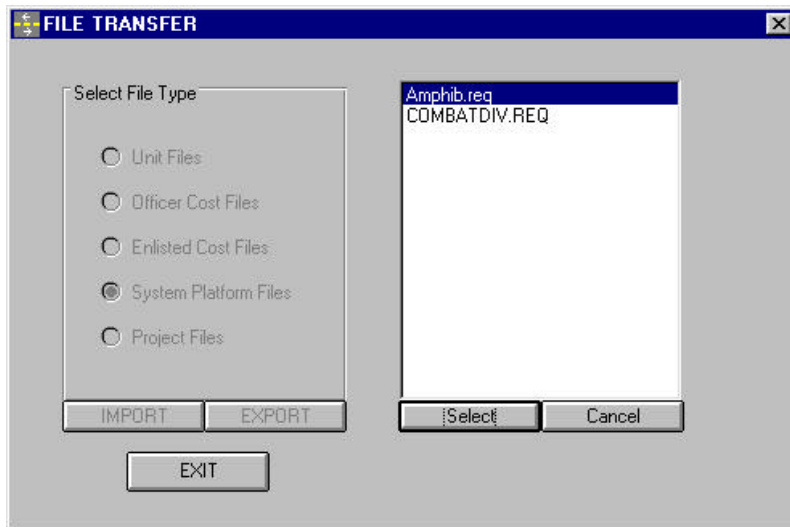 FILE TRANSFER
Select File Type
Unit Files
Officer Cost Files
Enlisted Cost Files
System Platform Files
Project Files
IMPORT
EXPORT
EXIT
Amphib.req
COMBATDIV.REQ
Select
Cancel